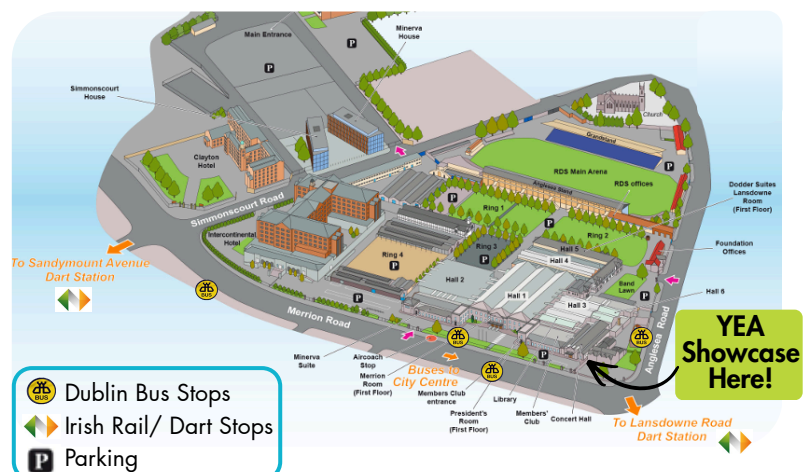 Main Entrance
P
P
Minerva
House
Simmonscourt
House
Church
Grandstand
P
Clayton
Hotel
RDS Main Arena
RDS offices
Anglesea Stand
Simmonscourt Road
P
Ring 1
Ring 2
Dodder Suites
Lansdowne
Room
(First Floor)
Intercontinental
Hotel
Ring 3
P
Ring 4
P
Hall 5
Hall 4
Foundation
Offices
To Sandymount Avenue
Dart Station
Hall 2
Band
Lawn
P
Hall 6
BUS
P
Hall 1
Hall 3
Merrion Road
Anglesea Road
BUS
BUS
YEA
Showcase
Here!
Minerva
Suite
Aircoach
Stop
Merrion
Room
(First Floor)
Buses to
City Centre
BUS
P
Members Club
entrance
Library
President's
Room
(First Floor)
Members'
Club
Concert Hall
To Lansdowne Road
Dart Station
BUS
Dublin Bus Stops
Irish Rail/ Dart Stops
P
Parking